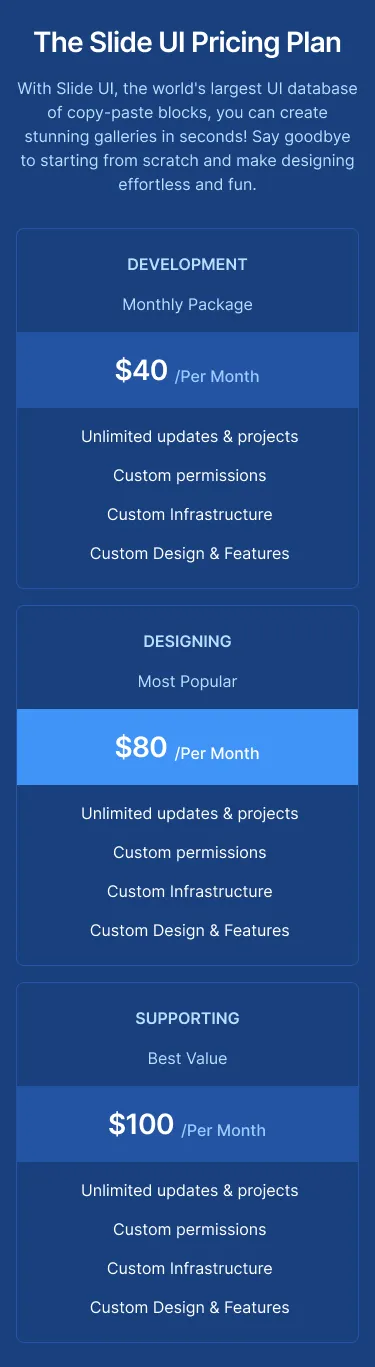 The Slide UI Pricing Plan
With Slide UI, the world's largest UI database
of copy-paste blocks, you can create
stunning galleries in seconds! Say goodbye
to starting from scratch and make designing
effortless and fun.
DEVELOPMENT
Monthly Package
$40 /Per Month
Unlimited updates & projects
Custom permissions
Custom Infrastructure
Custom Design & Features
DESIGNING
Most Popular
$80 /Per Month
Unlimited updates & projects
Custom permissions
Custom Infrastructure
Custom Design & Features
SUPPORTING
Best Value
$100 /Per Month
Unlimited updates & projects
Custom permissions
Custom Infrastructure
Custom Design & Features